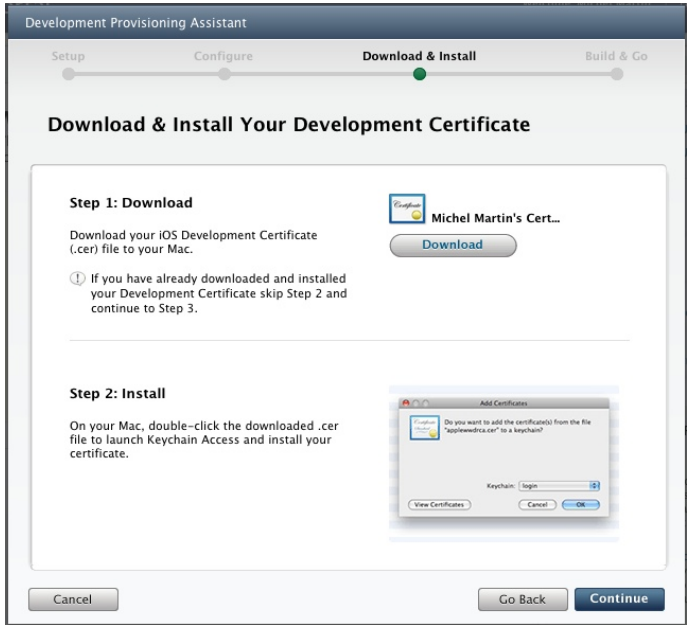 Development Provisioning Assistant
Setup
Configure
Download & Install
Build & Go
Download & Install Your Development Certificate
Step 1: Download
Download your iOS Development Certificate
(.cer) file to your Mac.
If you have already downloaded and installed
your Development Certificate skip Step 2 and
continue to Step 3.
Certificate
Michel Martin's Cert...
Download
Step 2: Install
On your Mac, double-click the downloaded .cer
file to launch Keychain Access and install your
certificate.
Add Certificates
Certificate
Do you want to add the certificate(s) from the file
"applewwdrca.cer" to a keychain?
Keychain: login
View Certificates
Cancel
OK
Cancel
Go Back
Continue